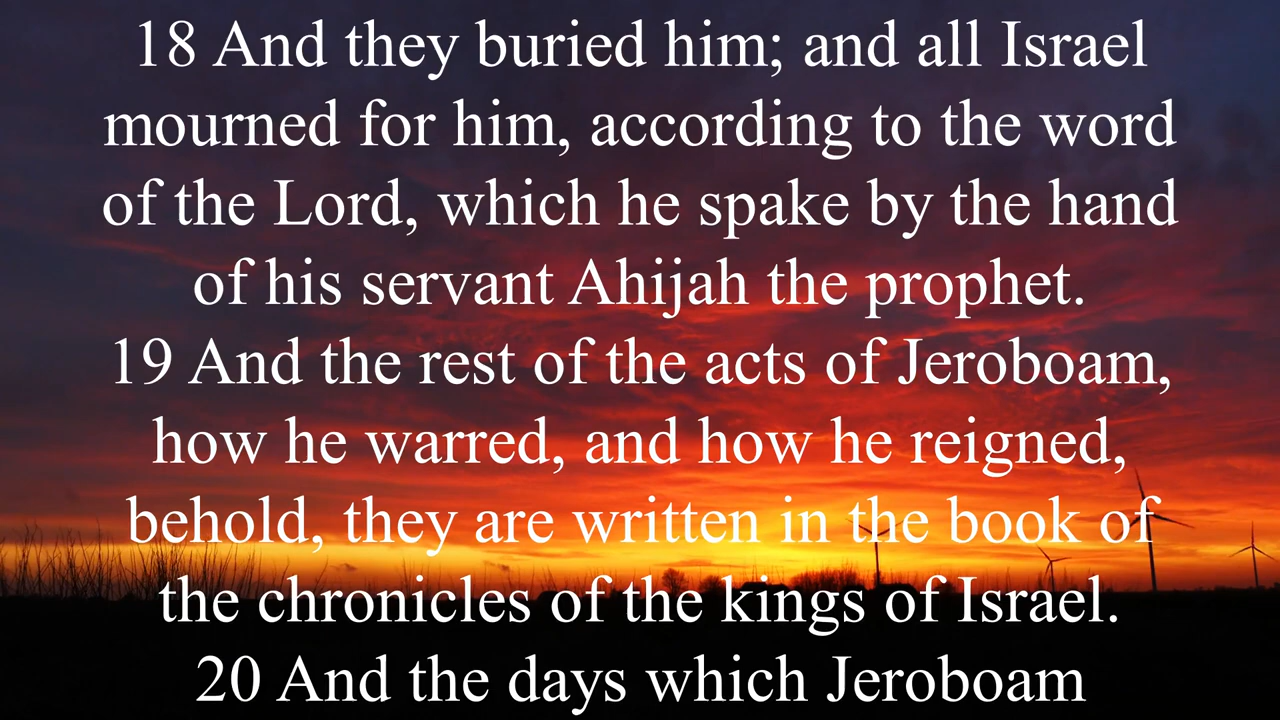 18 And they buried him; and all Israel
mourned for him, according to the word
of the Lord, which he spake by the hand
of his servant Ahijah the prophet.
19 And the rest of the acts of Jeroboam,
how he warred, and how he reigned,
behold, they are written in the book of
the chronicles of the kings of Israel.
20 And the days which Jeroboam